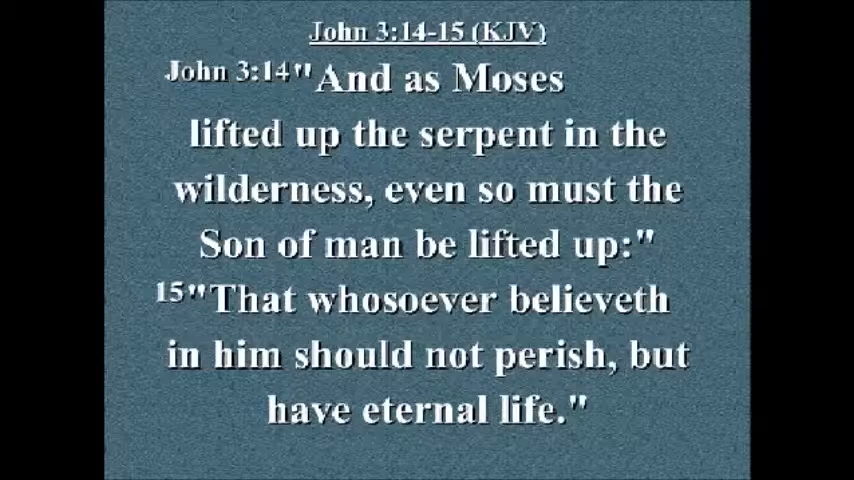 John 3:14-15 (KJV)
John 3:14"And as Moses
lifted up the serpent in the
wilderness, even so must the
Son of man be lifted up:"
15"That whosoever believeth
in him should not perish, but
have eternal life."